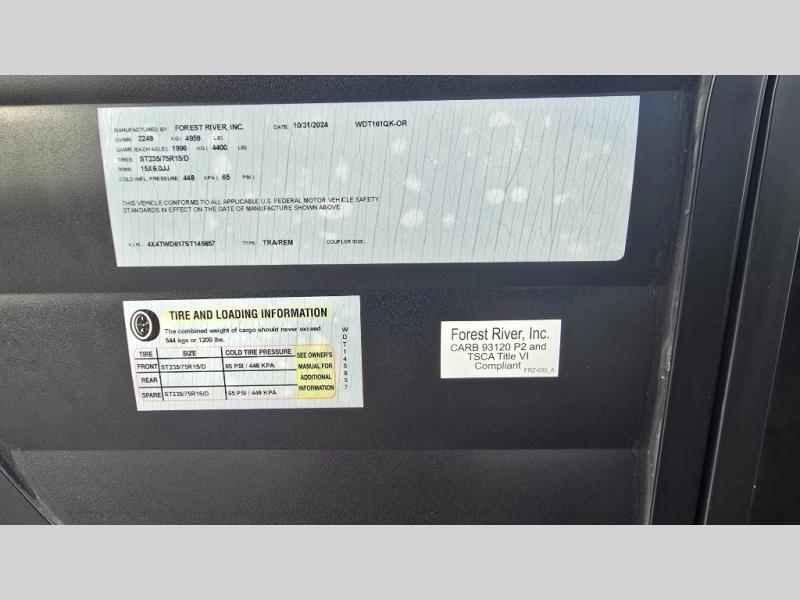 MANUFACTURED BY: FOREST RIVER, INC. DATE: 10/31/2024 WDT161QK-OR
GVWR: 2249 KG ( 4959 LB)
GAWR (EACH AXLE): 1996 KG ( 4400 LB)
TIRES: ST235/75R15/D
RIMS: 15X6.0JJ
COLD INFL. PRESSURE: 448 KPA ( 65 PSI )
THIS VEHICLE CONFORMS TO ALL APPLICABLE U.S. FEDERAL MOTOR VEHICLE SAFETY
STANDARDS IN EFFECT ON THE DATE OF MANUFACTURE SHOWN ABOVE.
V.I.N.: 4X4TWD617ST145857 TYPE: TRA/REM COUPLER SIZE:
TIRE AND LOADING INFORMATION
The combined weight of cargo should never exceed
544 kgs or 1200 lbs.
TIRE SIZE COLD TIRE PRESSURE
FRONT ST235/75R15/D 65 PSI / 448 KPA
REAR
SPARE ST235/75R15/D 65 PSI / 448 KPA
SEE OWNER'S
MANUAL FOR
ADDITIONAL
INFORMATION
WDT145857
Forest River, Inc.
CARB 93120 P2 and
TSCA Title VI
Compliant FRZ-035_A